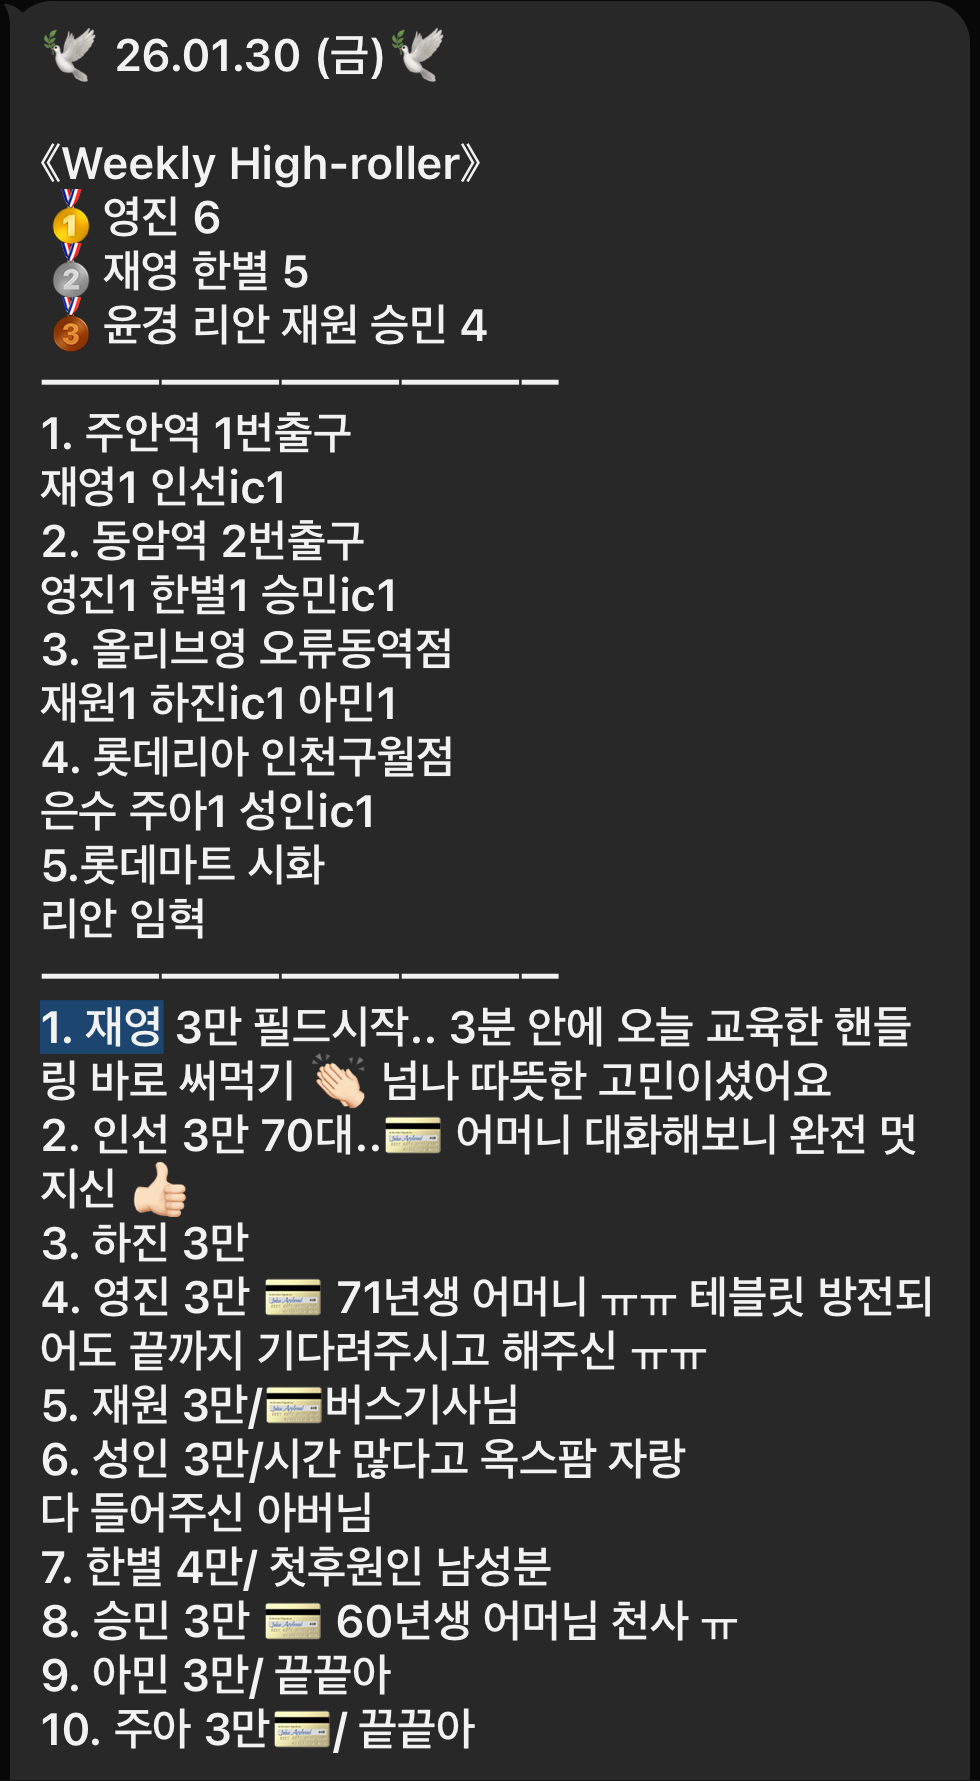 🕊 26.01.30 (금)🕊
《Weekly High-roller》
🥇 영진 6
🥈 재영 한별 5
🥉 윤경 리안 재원 승민 4
—————————————
1. 주안역 1번출구
재영1 인선ic1
2. 동암역 2번출구
영진1 한별1 승민ic1
3. 올리브영 오류동역점
재원1 하진ic1 아민1
4. 롯데리아 인천구월점
은수 주아1 성인ic1
5.롯데마트 시화
리안 임혁
—————————————
1. 재영 3만 필드시작.. 3분 안에 오늘 교육한 핸들
링 바로 써먹기 👏🏻 넘나 따뜻한 고민이셨어요
2. 인선 3만 70대..💳 어머니 대화해보니 완전 멋
지신 👍🏻
3. 하진 3만
4. 영진 3만 💳 71년생 어머니 ㅠㅠ 테블릿 방전되
어도 끝까지 기다려주시고 해주신 ㅠㅠ
5. 재원 3만/💳버스기사님
6. 성인 3만/시간 많다고 옥스팜 자랑
다 들어주신 아버님
7. 한별 4만/ 첫후원인 남성분
8. 승민 3만 💳 60년생 어머님 천사 ㅠ
9. 아민 3만/ 끝끝아
10. 주아 3만💳/ 끝끝아